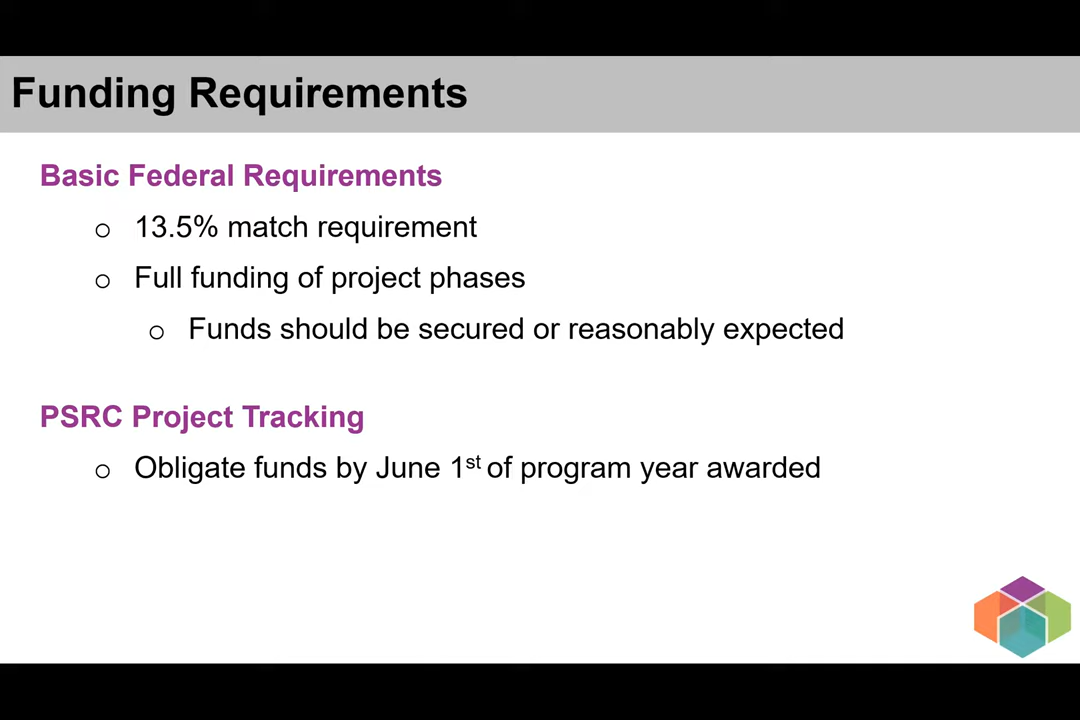 Funding Requirements
Basic Federal Requirements
o 13.5% match requirement
o Full funding of project phases
o Funds should be secured or reasonably expected
PSRC Project Tracking
o Obligate funds by June 1st of program year awarded